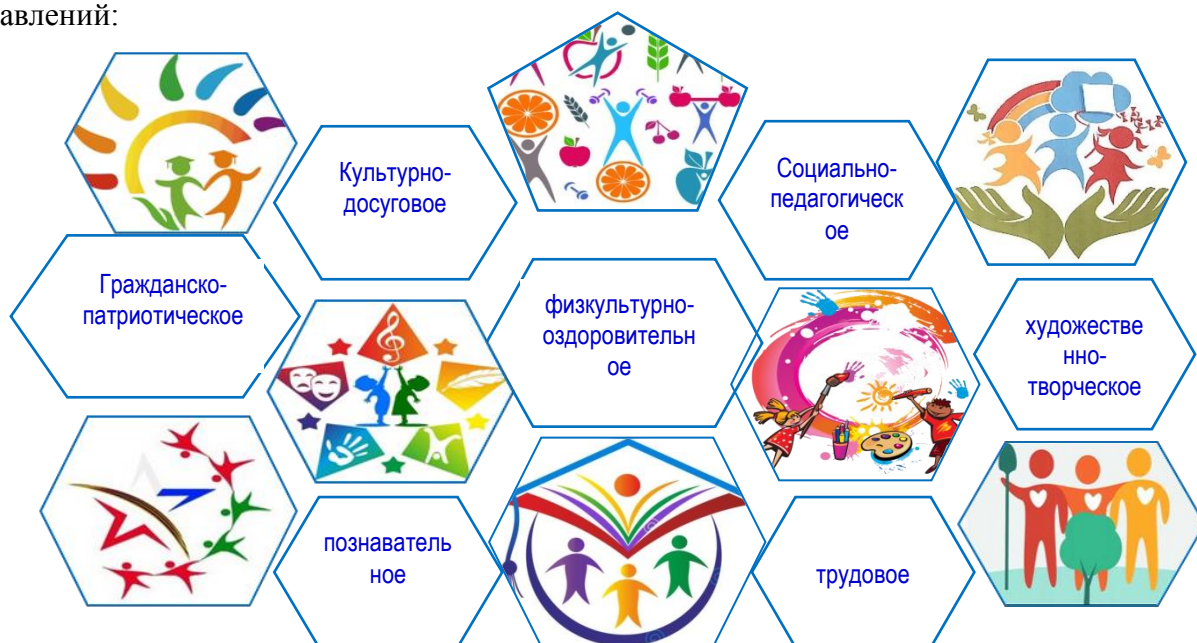 авлений:
Культурно-
досуговое
Социально-
педагогическ
ое
Гражданско-
патриотическое
физкультурно-
оздоровительн
ое
художестве
нно-
творческое
познаватель
ное
трудовое